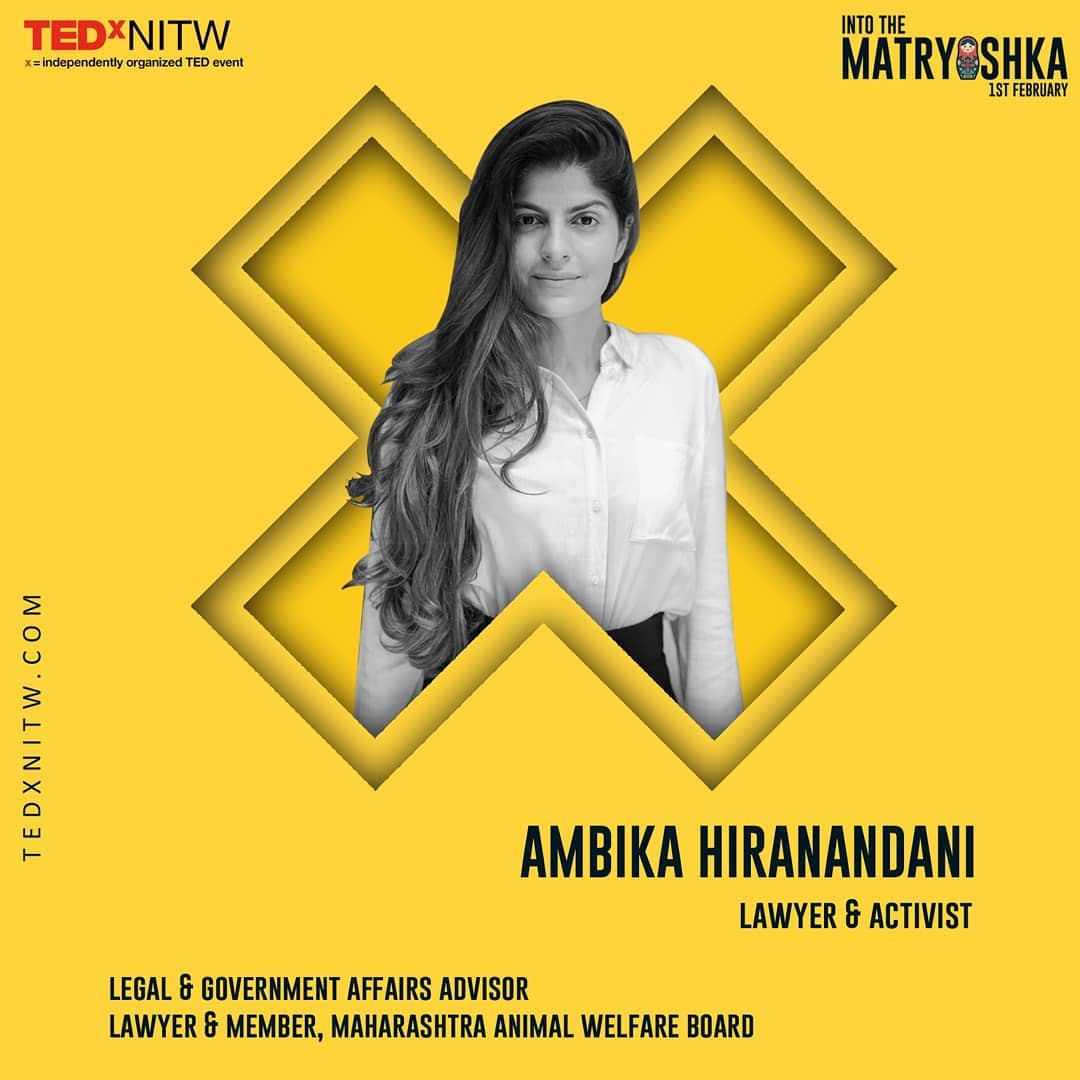 TEDxNITW
x = independently organized TED event
INTO THE
MATRYOSHKA
1ST FEBRUARY
TEDXNITW.COM
AMBIKA HIRANANDANI
LAWYER & ACTIVIST
LEGAL & GOVERNMENT AFFAIRS ADVISOR
LAWYER & MEMBER, MAHARASHTRA ANIMAL WELFARE BOARD